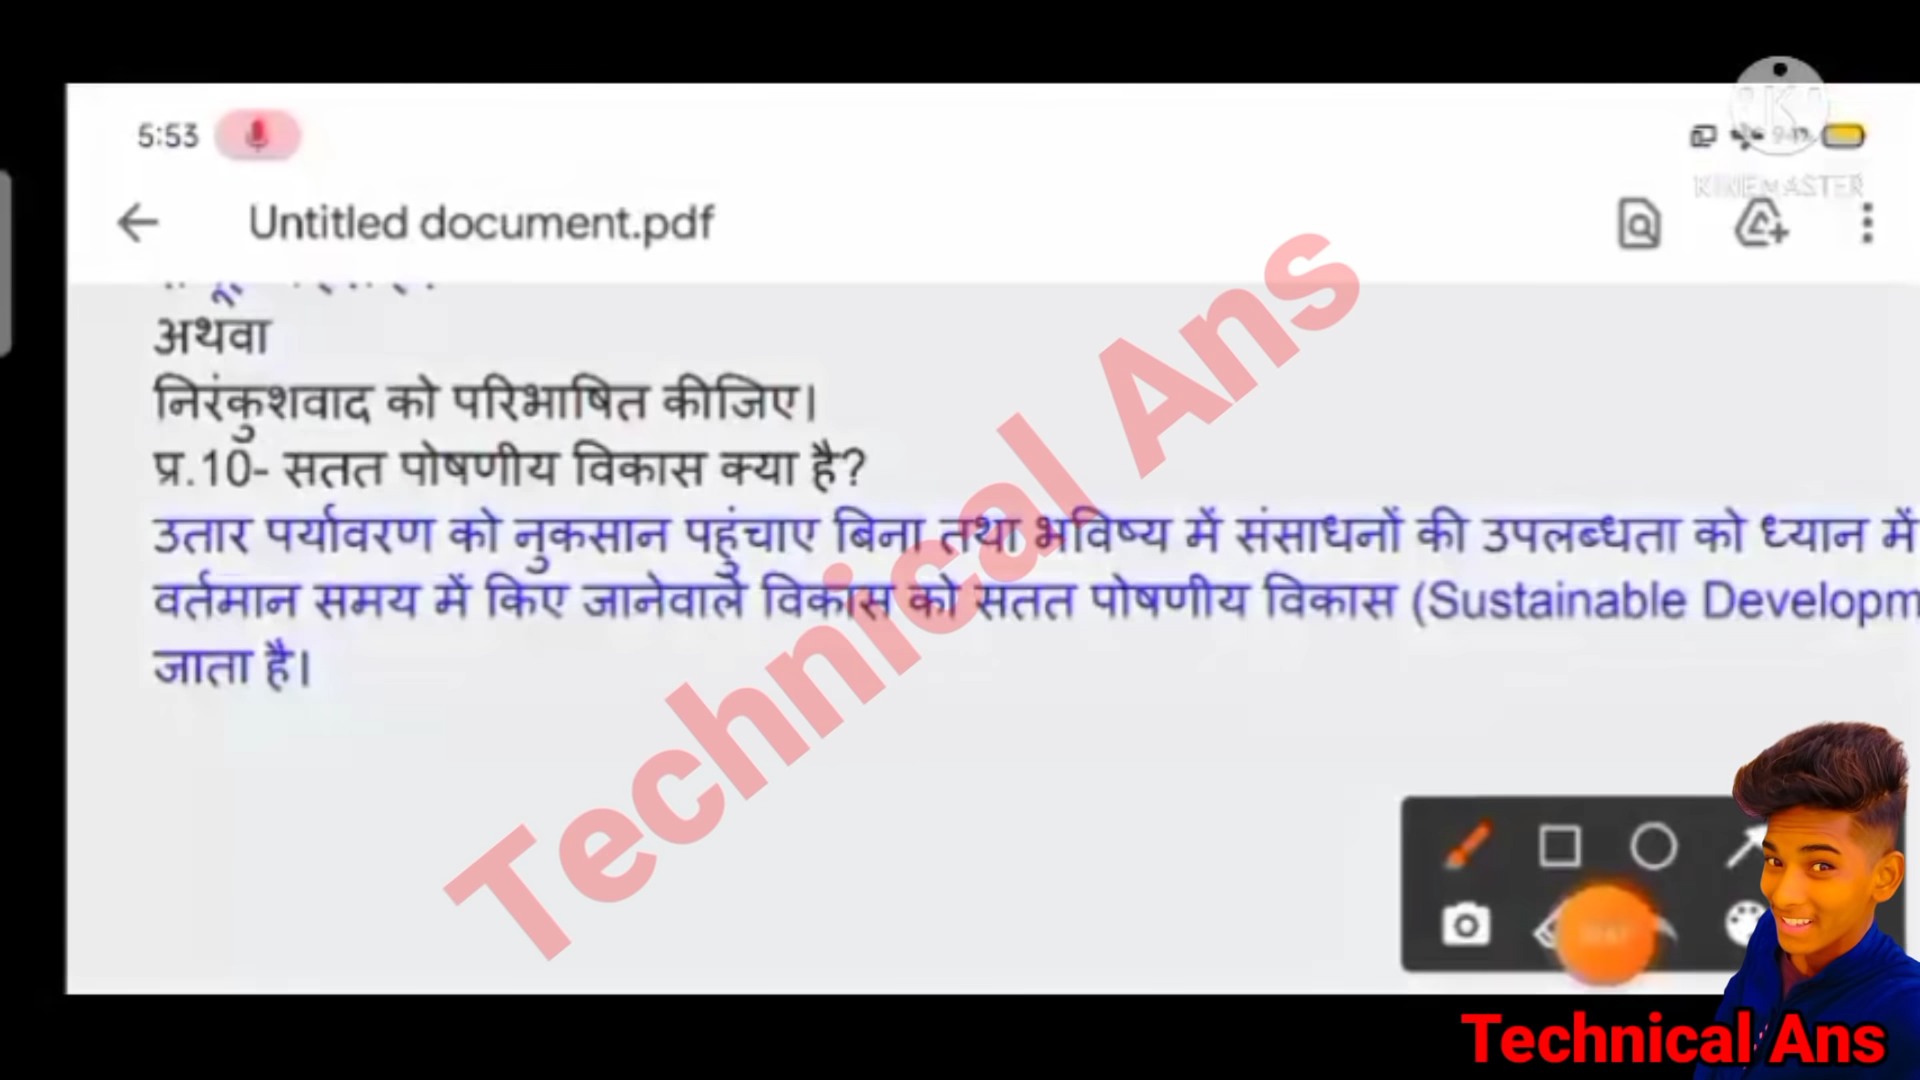 5:53
KINEMASTER
Untitled document.pdf
अथवा
निरंकुशवाद को परिभाषित कीजिए।
प्र.10- सतत पोषणीय विकास क्या है?
उतार पर्यावरण को नुकसान पहुंचाए बिना तथा भविष्य में संसाधनों की उपलब्धता को ध्यान में
वर्तमान समय में किए जानेवाले विकास को सतत पोषणीय विकास (Sustainable Developm
जाता है।
Technical Ans
Technical Ans